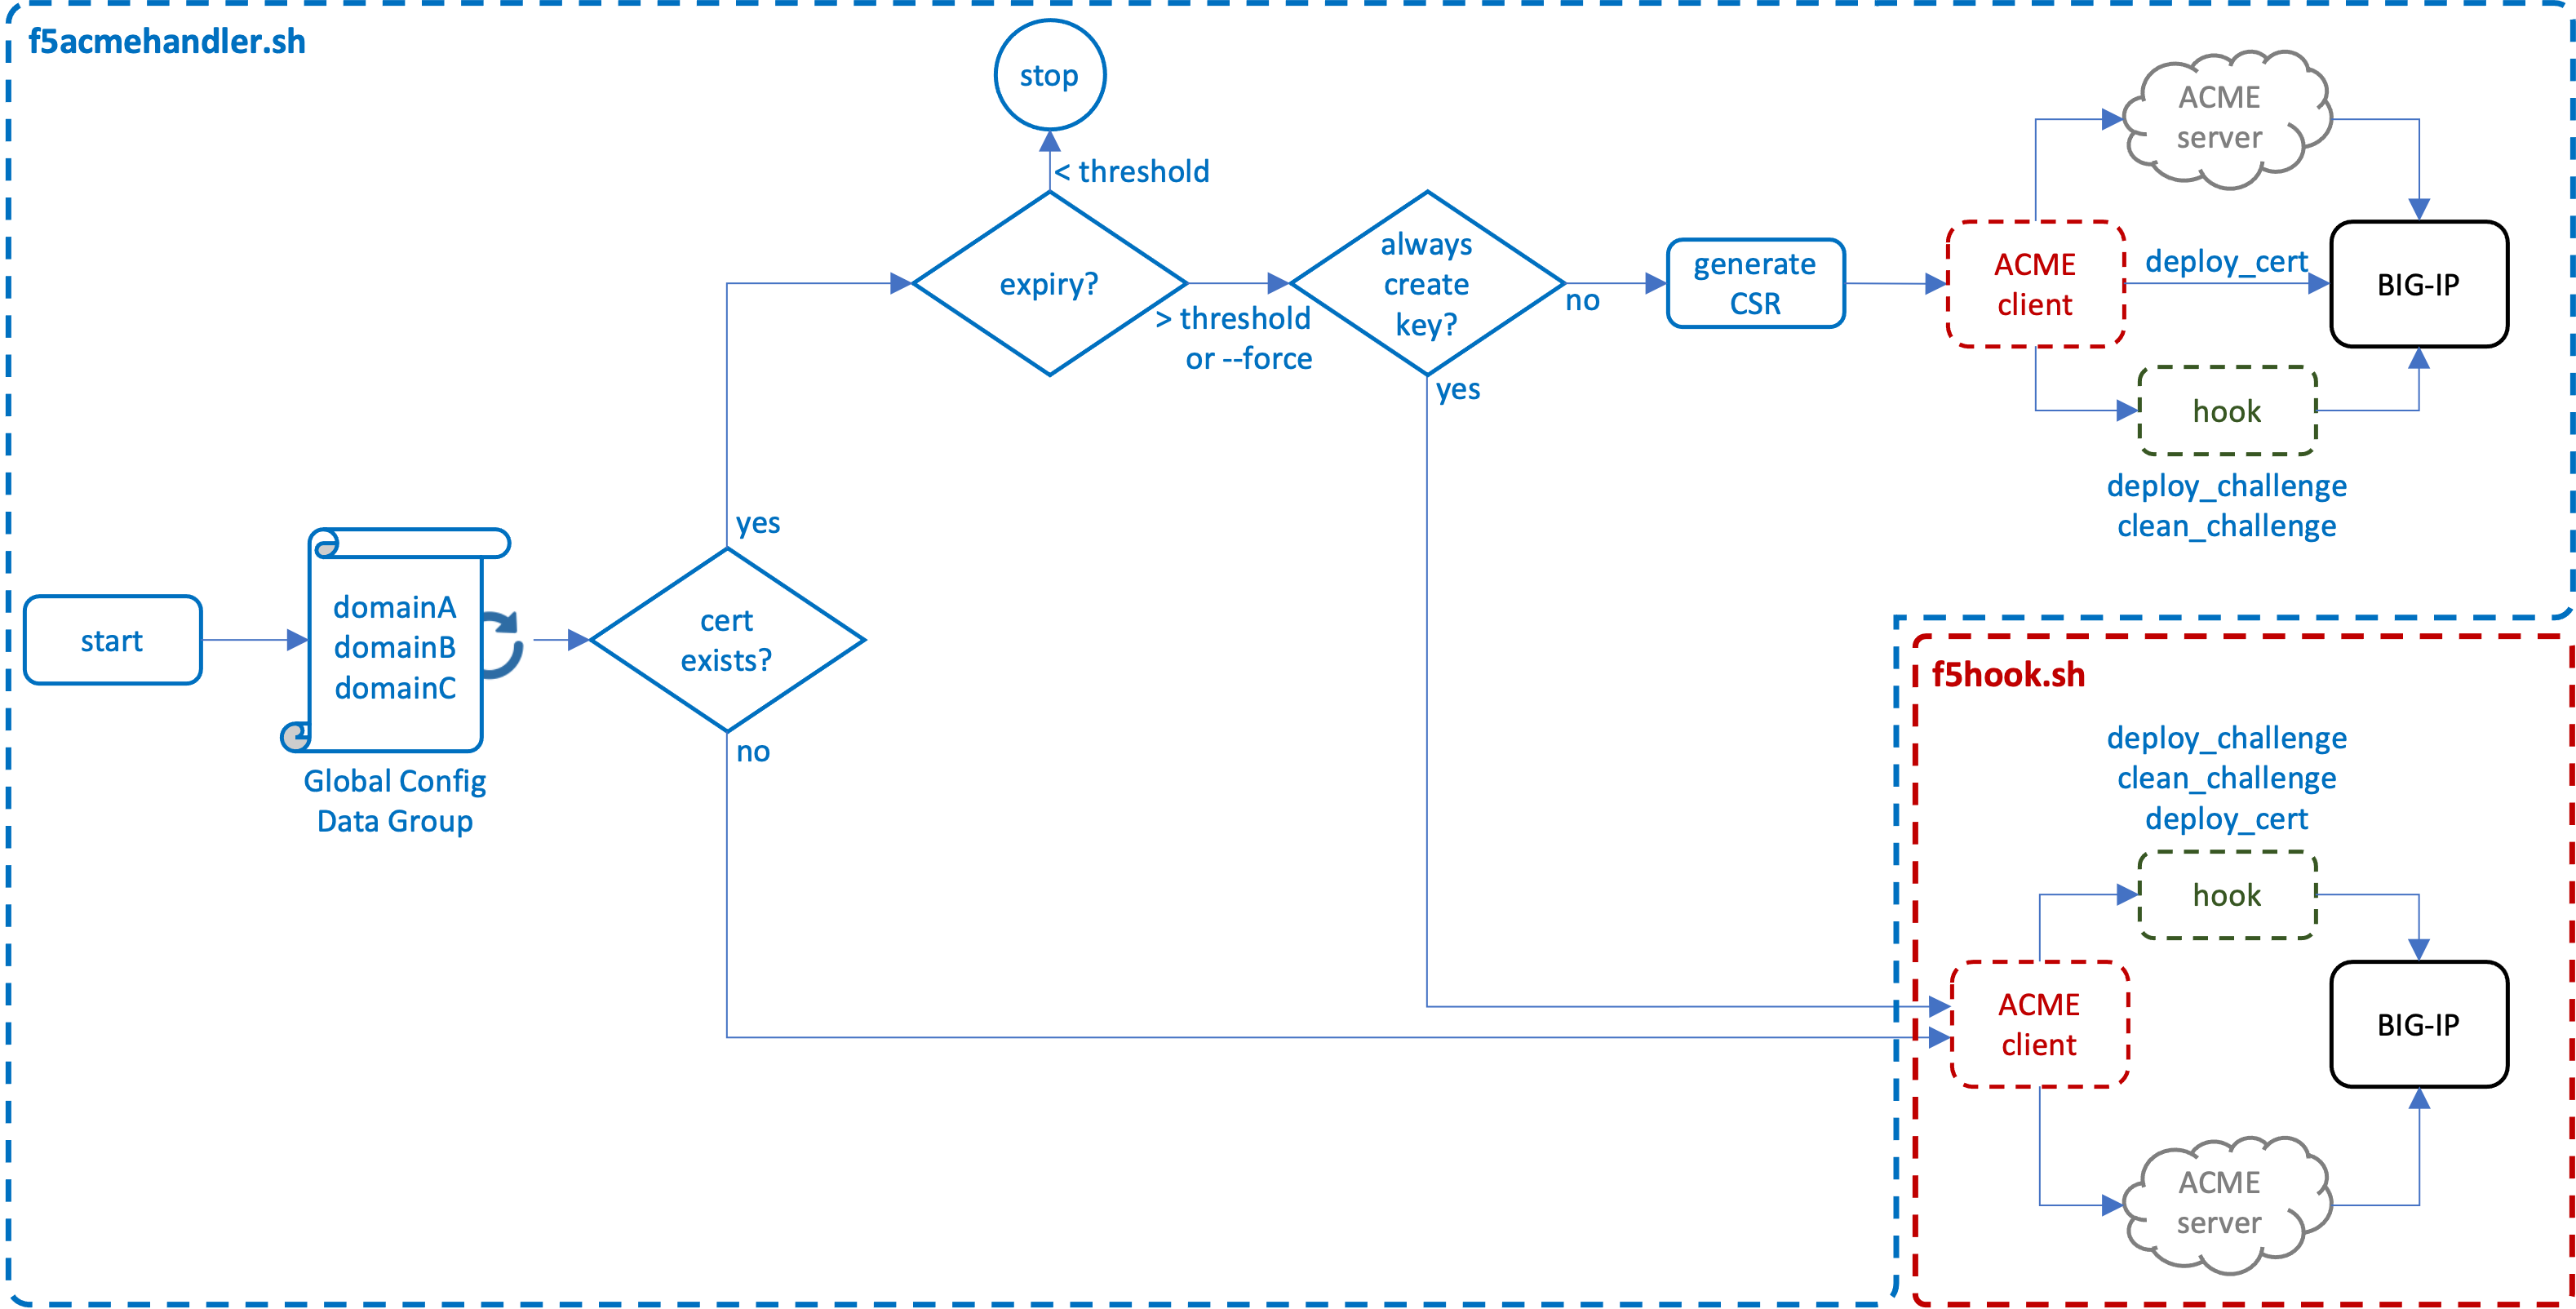 f5acmehandler.sh
stop
< threshold
expiry?
> threshold
or --force
always
create
key?
no
yes
generate
CSR
ACME
client
ACME
server
deploy_cert
BIG-IP
hook
deploy_challenge
clean_challenge
start
domainA
domainB
domainC
Global Config
Data Group
cert
exists?
yes
no
f5hook.sh
deploy_challenge
clean_challenge
deploy_cert
hook
ACME
client
BIG-IP
ACME
server